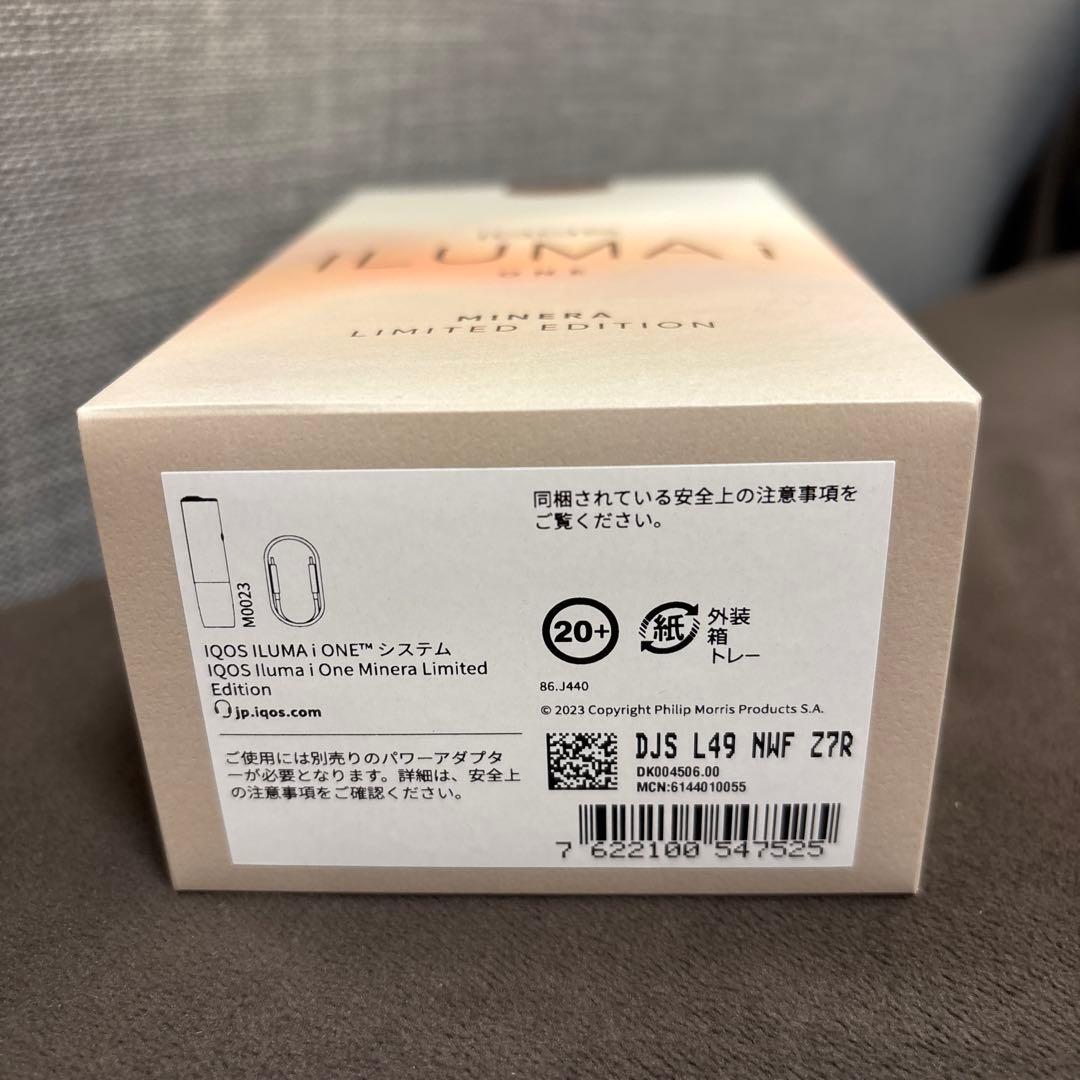 IQOS
ILUMA i
ONE
MINERA
LIMITED EDITION
M0023
IQOS ILUMA i ONE™ システム
IQOS Iluma i One Minera Limited
Edition
jp.iqos.com
ご使用には別売りのパワーアダプタ
ーが必要となります。詳細は、安全上
の注意事項をご確認ください。
同梱されている安全上の注意事項を
ご覧ください。
20+
紙
外装
箱
トレー
86.J440
© 2023 Copyright Philip Morris Products S.A.
DJS L49 NWF Z7R
DK004506.00
MCN:6144010055
7 622100 547525